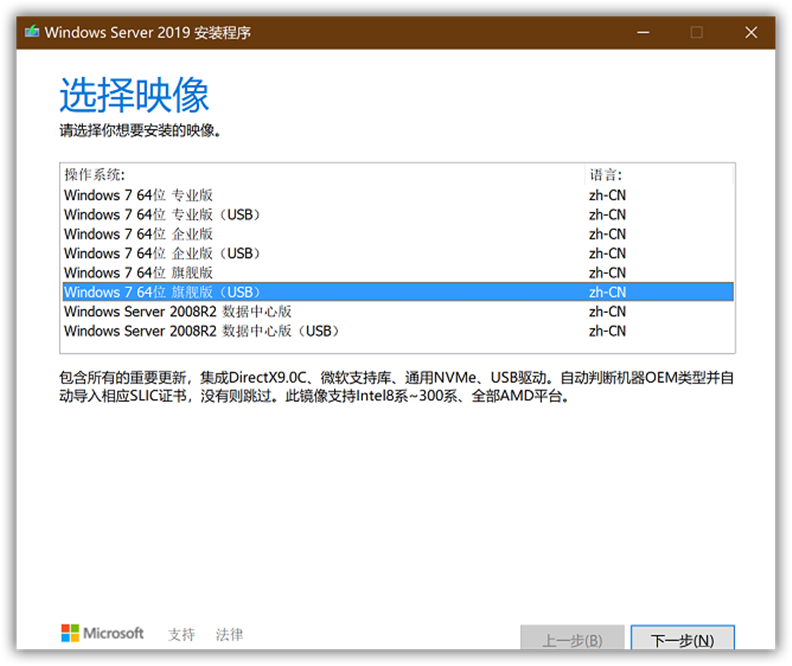 Windows Server 2019 安装程序
选择映像
请选择你想要安装的映像。
操作系统: 语言:
Windows 7 64位 专业版 zh-CN
Windows 7 64位 专业版（USB） zh-CN
Windows 7 64位 企业版 zh-CN
Windows 7 64位 企业版（USB） zh-CN
Windows 7 64位 旗舰版 zh-CN
Windows 7 64位 旗舰版（USB） zh-CN
Windows Server 2008R2 数据中心版 zh-CN
Windows Server 2008R2 数据中心版（USB） zh-CN
包含所有的重要更新，集成DirectX9.0C、微软支持库、通用NVMe、USB驱动。自动判断机器OEM类型并自
动导入相应SLIC证书，没有则跳过。此镜像支持Intel8系~300系、全部AMD平台。
Microsoft 支持 法律 上一步(B) 下一步(N)